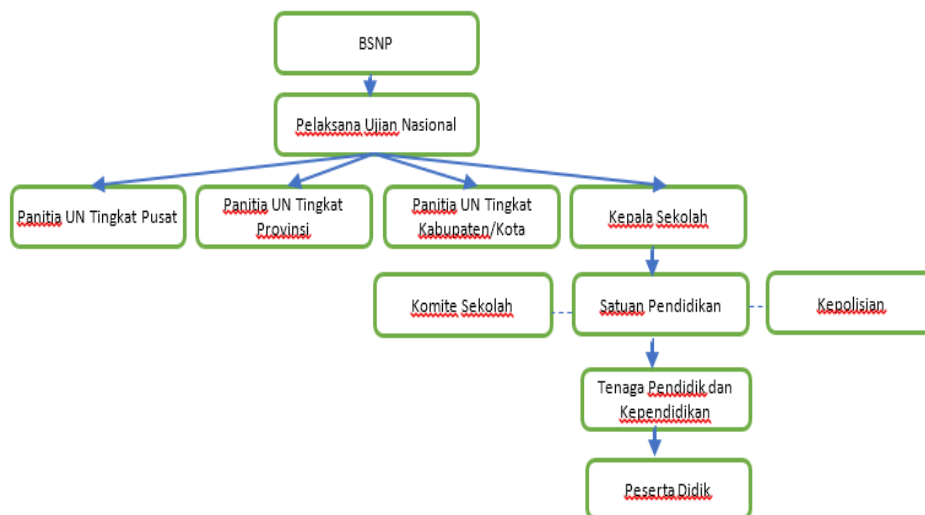 BSNP
Pelaksana Ujian Nasional
Panitia UN Tingkat Pusat
Panitia UN Tingkat
Provinsi
Panitia UN Tingkat
Kabupaten/Kota
Kepala Sekolah
Komite Sekolah
Satuan Pendidikan
Kepolisian
Tenaga Pendidik dan
Kependidikan
Peserta Didik